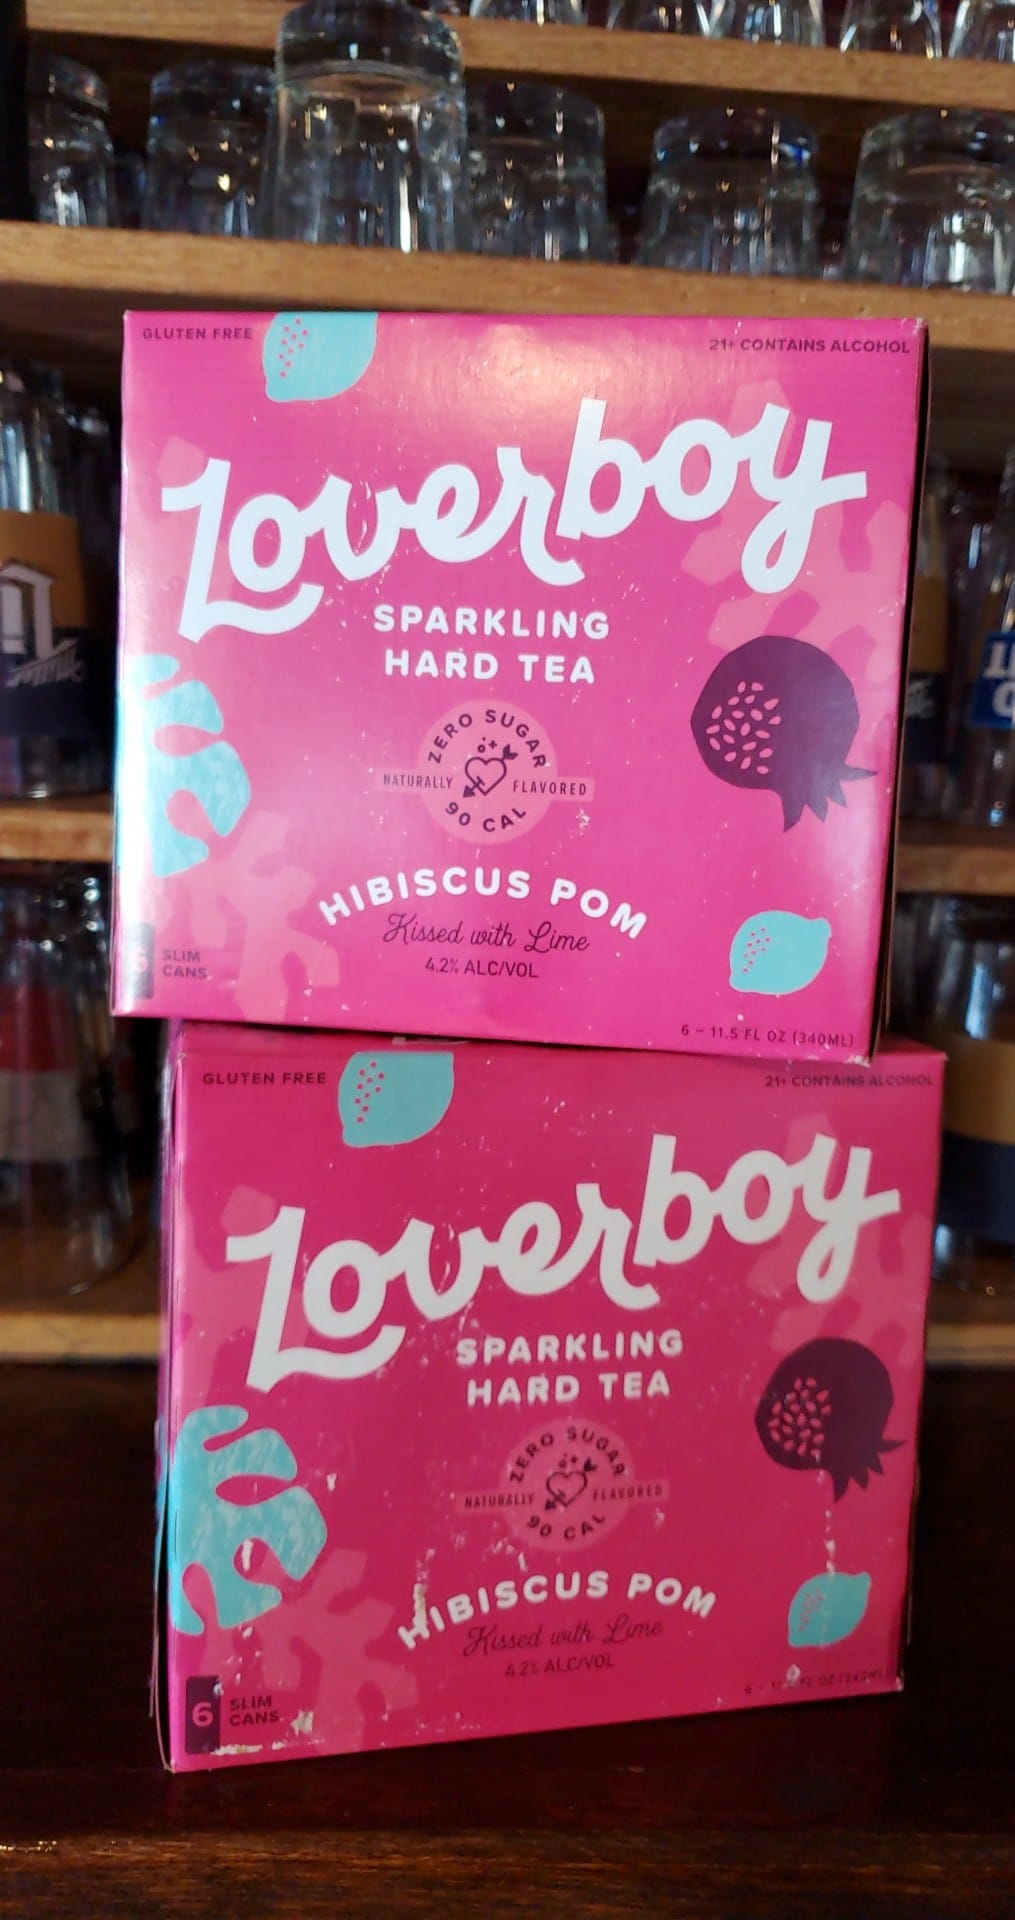 GLUTEN FREE
21+ CONTAINS ALCOHOL
Loverboy
SPARKLING
HARD TEA
ZERO SUGAR
NATURALLY FLAVORED
90 CAL
HIBISCUS POM
Kissed with Lime
4.2% ALC/VOL
6 SLIM
CANS
6 – 11.5 FL OZ (340ML)
Miller
GLUTEN FREE
21+ CONTAINS ALCOHOL
Loverboy
SPARKLING
HARD TEA
ZERO SUGAR
NATURALLY FLAVORED
90 CAL
HIBISCUS POM
Kissed with Lime
4.2% ALC/VOL
6 SLIM
CANS